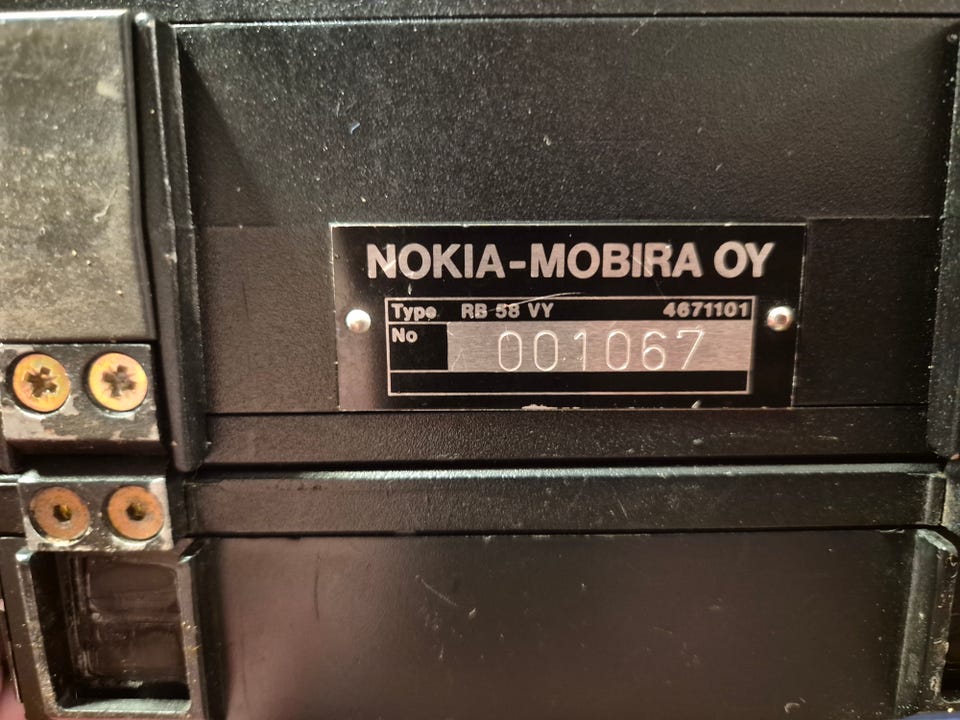 NOKIA-MOBIRA OY
Type RB 58 VY 4671101
No 001067